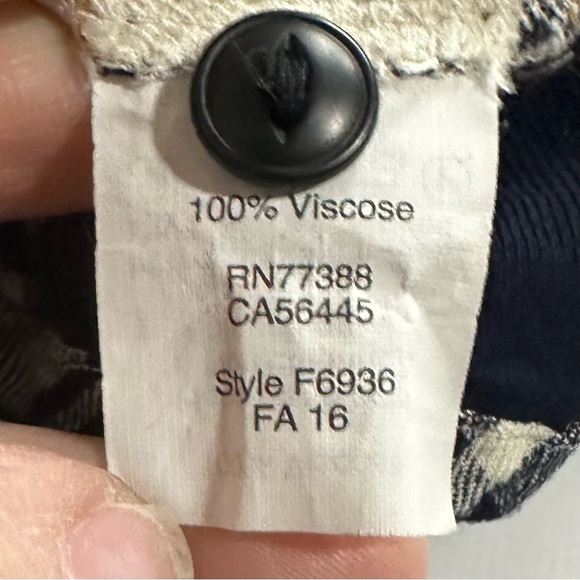 100% Viscose
RN77388
CA56445
Style F6936
FA 16